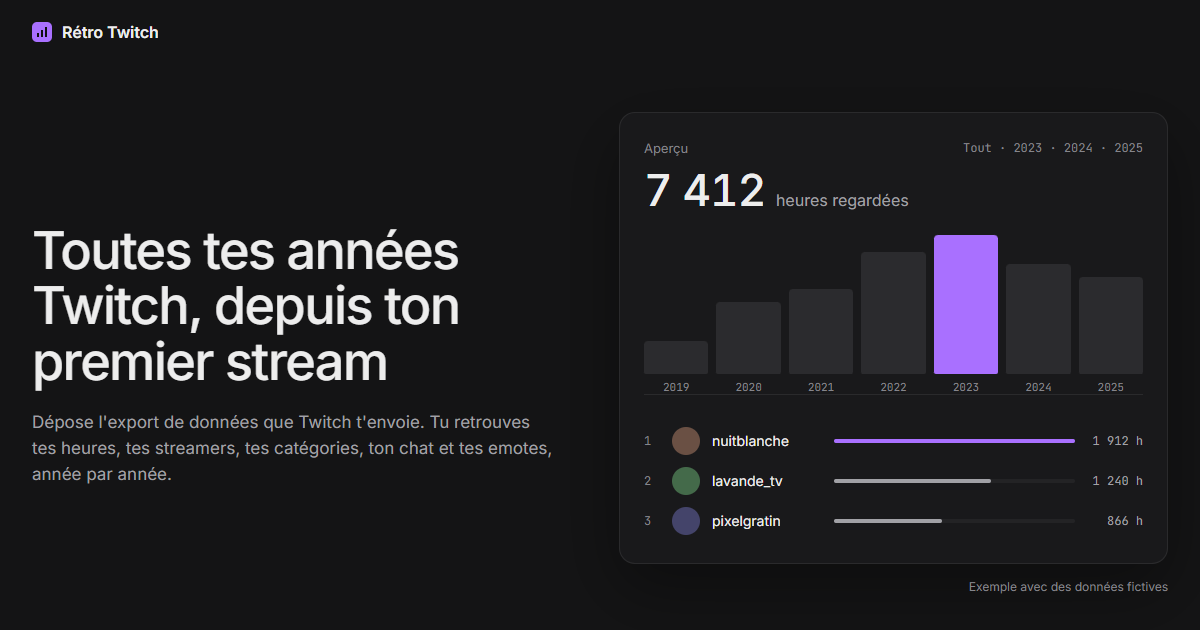 Rétro Twitch
Toutes tes années
Twitch, depuis ton
premier stream
Dépose l'export de données que Twitch t'envoie. Tu retrouves
tes heures, tes streamers, tes catégories, ton chat et tes emotes,
année par année.
Aperçu
Tout · 2023 · 2024 · 2025
7 412 heures regardées
2019 2020 2021 2022 2023 2024 2025
1 nuitblanche 1 912 h
2 lavande_tv 1 240 h
3 pixelgratin 866 h
Exemple avec des données fictives